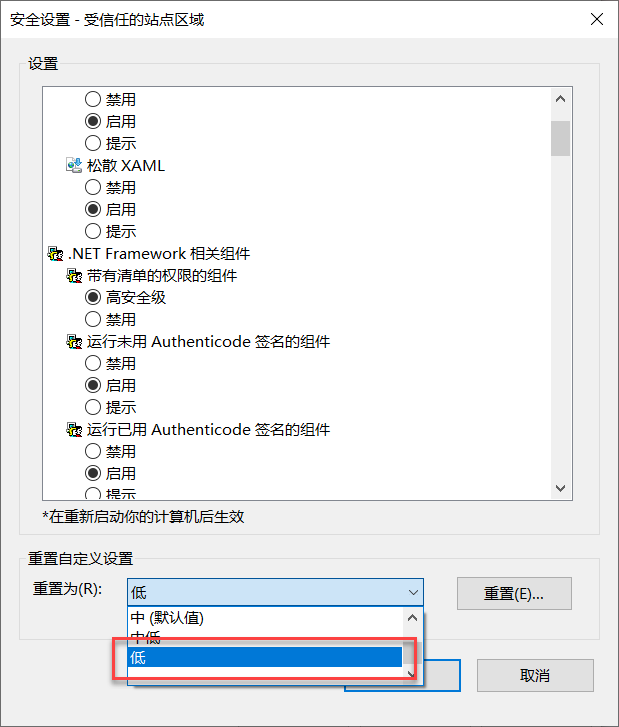 安全设置 - 受信任的站点区域
设置
禁用
启用
提示
松散 XAML
禁用
启用
提示
.NET Framework 相关组件
带有清单的权限的组件
高安全级
禁用
运行未用 Authenticode 签名的组件
禁用
启用
提示
运行已用 Authenticode 签名的组件
禁用
启用
提示
*在重新启动你的计算机后生效
重置自定义设置
重置为(R):
低
重置(E)...
中 (默认值)
中低
低
取消